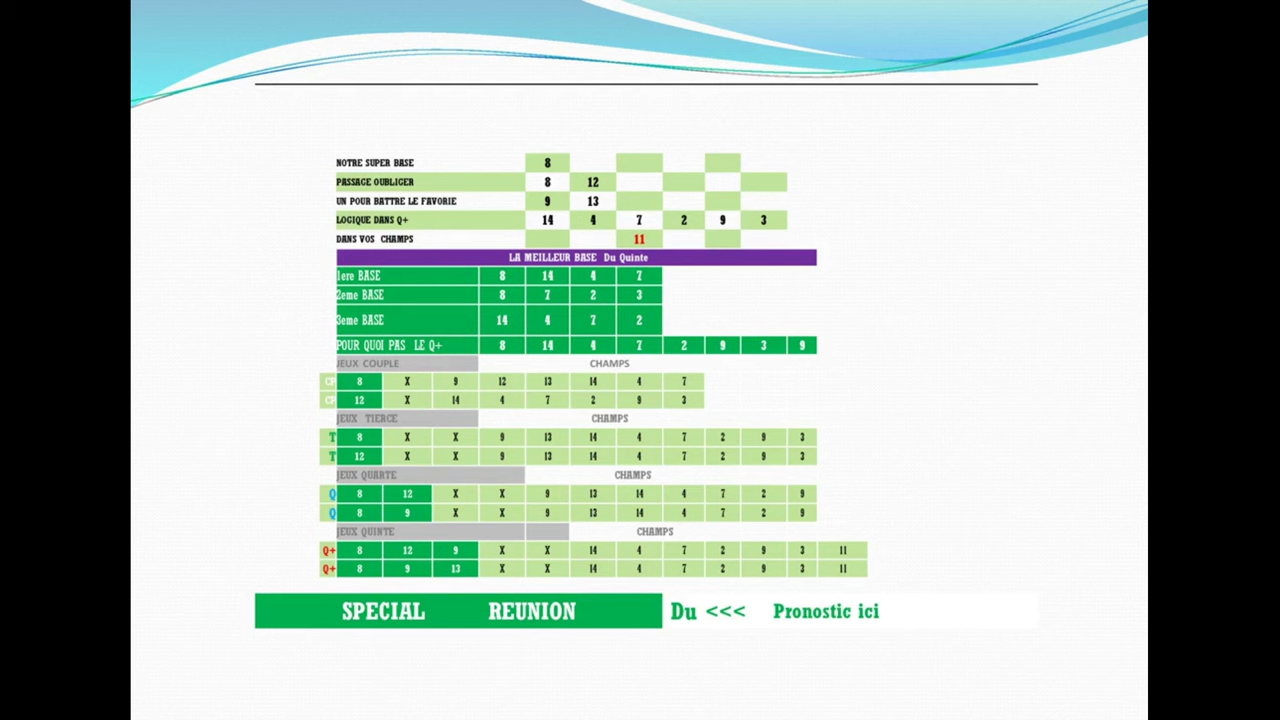 NOTRE SUPER BASE 8
PASSAGE OUBLIGER 8 12
UN POUR BATTRE LE FAVORIE 9 13
LOGIQUE DANS Q+ 14 4 7 2 9 3
DANS VOS CHAMPS 11
LA MEILLEUR BASE Du Quinte
1ere BASE 8 14 4 7
2eme BASE 8 7 2 3
3eme BASE 14 4 7 2
POUR QUOI PAS LE Q+ 8 14 4 7 2 9 3 9
JEUX COUPLE CHAMPS
CP 8 X 9 12 13 14 4 7
CP 12 X 14 4 7 2 9 3
JEUX TIERCE CHAMPS
T 8 X X 9 13 14 4 7 2 9 3
T 12 X X 9 13 14 4 7 2 9 3
JEUX QUARTE CHAMPS
Q 8 12 X X 9 13 14 4 7 2 9
Q 8 9 X X 9 13 14 4 7 2 9
JEUX QUINTE CHAMPS
Q+ 8 12 9 X X 14 4 7 2 9 3 11
Q+ 8 9 13 X X 14 4 7 2 9 3 11
SPECIAL REUNION Du <<< Pronostic ici